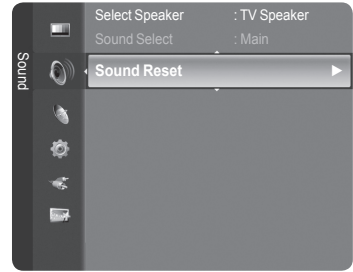 Sound
Select Speaker : TV Speaker
Sound Select : Main
Sound Reset